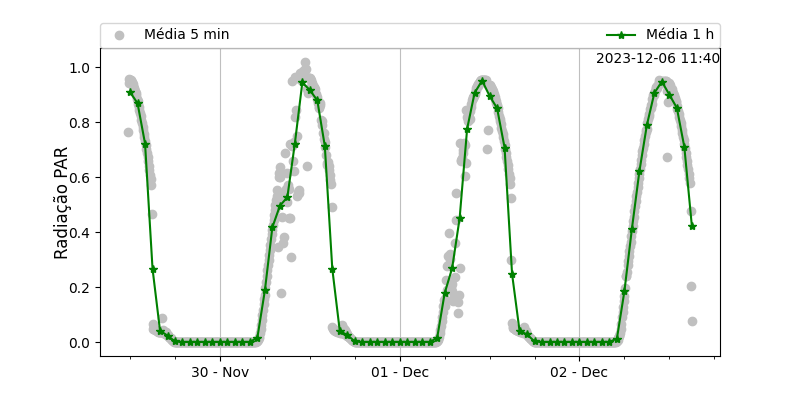 Média 5 min
Média 1 h
2023-12-06 11:40
Radiação PAR
1.0
0.8
0.6
0.4
0.2
0.0
30 - Nov
01 - Dec
02 - Dec